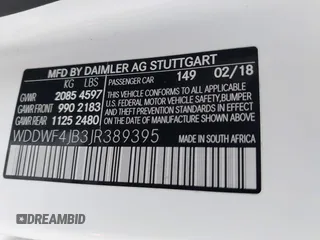 MFD BY DAIMLER AG STUTTGART
KG LBS PASSENGER CAR 149 02/18
GVWR 2085 4597
GAWR FRONT 990 2183
GAWR REAR 1125 2480
THIS VEHICLE CONFORMS TO ALL APPLICABLE U.S. FEDERAL MOTOR VEHICLE SAFETY, BUMPER, AND THEFT PREVENTION STANDARDS IN EFFECT ON THE DATE OF MANUFACTURE SHOWN ABOVE.
WDDWF4JB3JR389395
MADE IN SOUTH AFRICA
DREAMBID